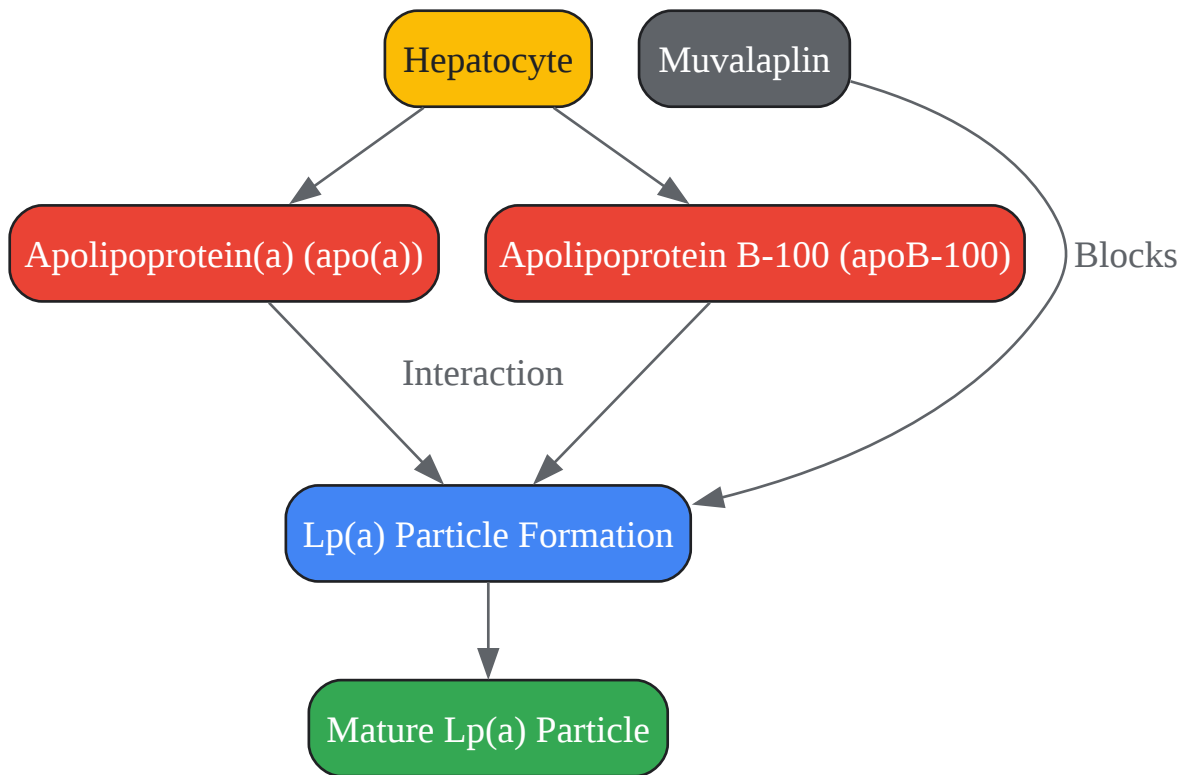 Hepatocyte
Muvalaplin
Apolipoprotein(a) (apo(a))
Apolipoprotein B-100 (apoB-100)
Blocks
Interaction
Lp(a) Particle Formation
Mature Lp(a) Particle